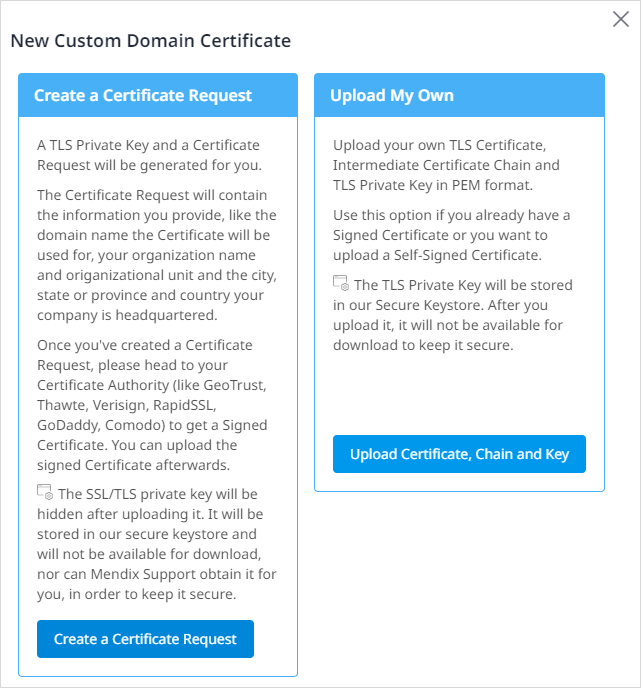 New Custom Domain Certificate
Create a Certificate Request
A TLS Private Key and a Certificate
Request will be generated for you.
The Certificate Request will contain
the information you provide, like the
domain name the Certificate will be
used for, your organization name
and origanizational unit and the city,
state or province and country your
company is headquartered.
Once you've created a Certificate
Request, please head to your
Certificate Authority (like GeoTrust,
Thawte, Verisign, RapidSSL,
GoDaddy, Comodo) to get a Signed
Certificate. You can upload the
signed Certificate afterwards.
The SSL/TLS private key will be
hidden after uploading it. It will be
stored in our secure keystore and
will not be available for download,
nor can Mendix Support obtain it for
you, in order to keep it secure.
Create a Certificate Request
Upload My Own
Upload your own TLS Certificate,
Intermediate Certificate Chain and
TLS Private Key in PEM format.
Use this option if you already have a
Signed Certificate or you want to
upload a Self-Signed Certificate.
The TLS Private Key will be stored
in our Secure Keystore. After you
upload it, it will not be available for
download to keep it secure.
Upload Certificate, Chain and Key